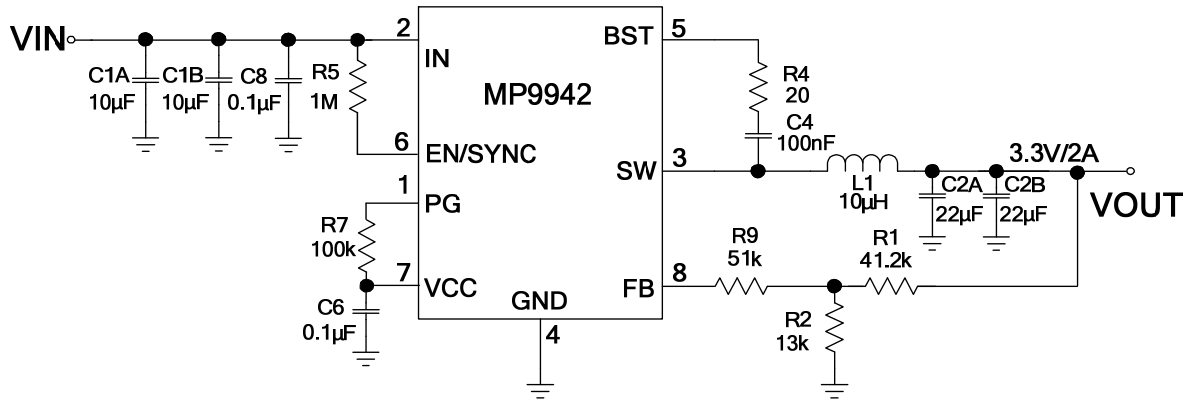 VIN
C1A
10µF
C1B
10µF
C8
0.1µF
R5
1M
2
IN
6
EN/SYNC
1
PG
R7
100k
7
VCC
C6
0.1µF
MP9942
GND
4
BST
5
R4
20
C4
100nF
SW
3
L1
10µH
C2A
22µF
C2B
22µF
3.3V/2A
VOUT
FB
8
R9
51k
R1
41.2k
R2
13k